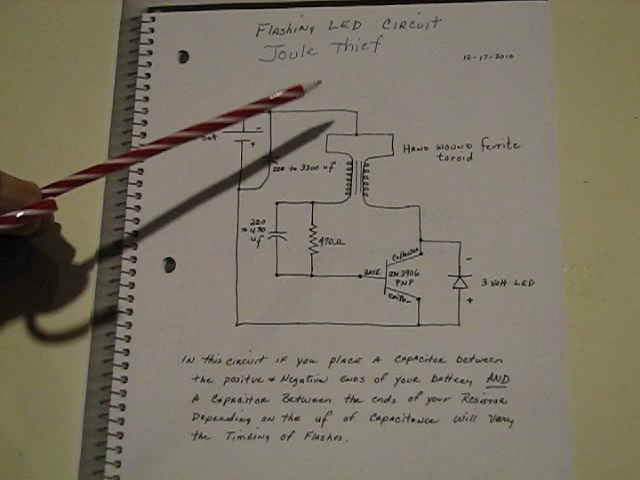 Flashing LED Circuit
Joule Thief
12-17-2010
-
+
220 to 3300 uf
Hand wound ferrite
toroid
220
470
uf
470Ω
Base
Collector
2N3906
PNP
-
3 Volt LED
+
In this circuit if you place a capacitor between
the positive + Negative ends of your battery AND
A capacitor Between the ends of your Resistor
Depending on the uf of Capacitance will Vary
the Timeing of Flashes.